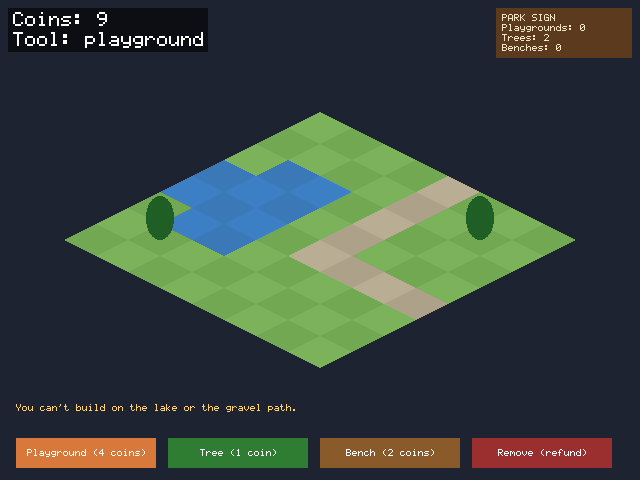 Coins: 9
Tool: playground
PARK SIGN
Playgrounds: 0
Trees: 2
Benches: 0
You can't build on the lake or the gravel path.
Playground (4 coins)
Tree (1 coin)
Bench (2 coins)
Remove (refund)